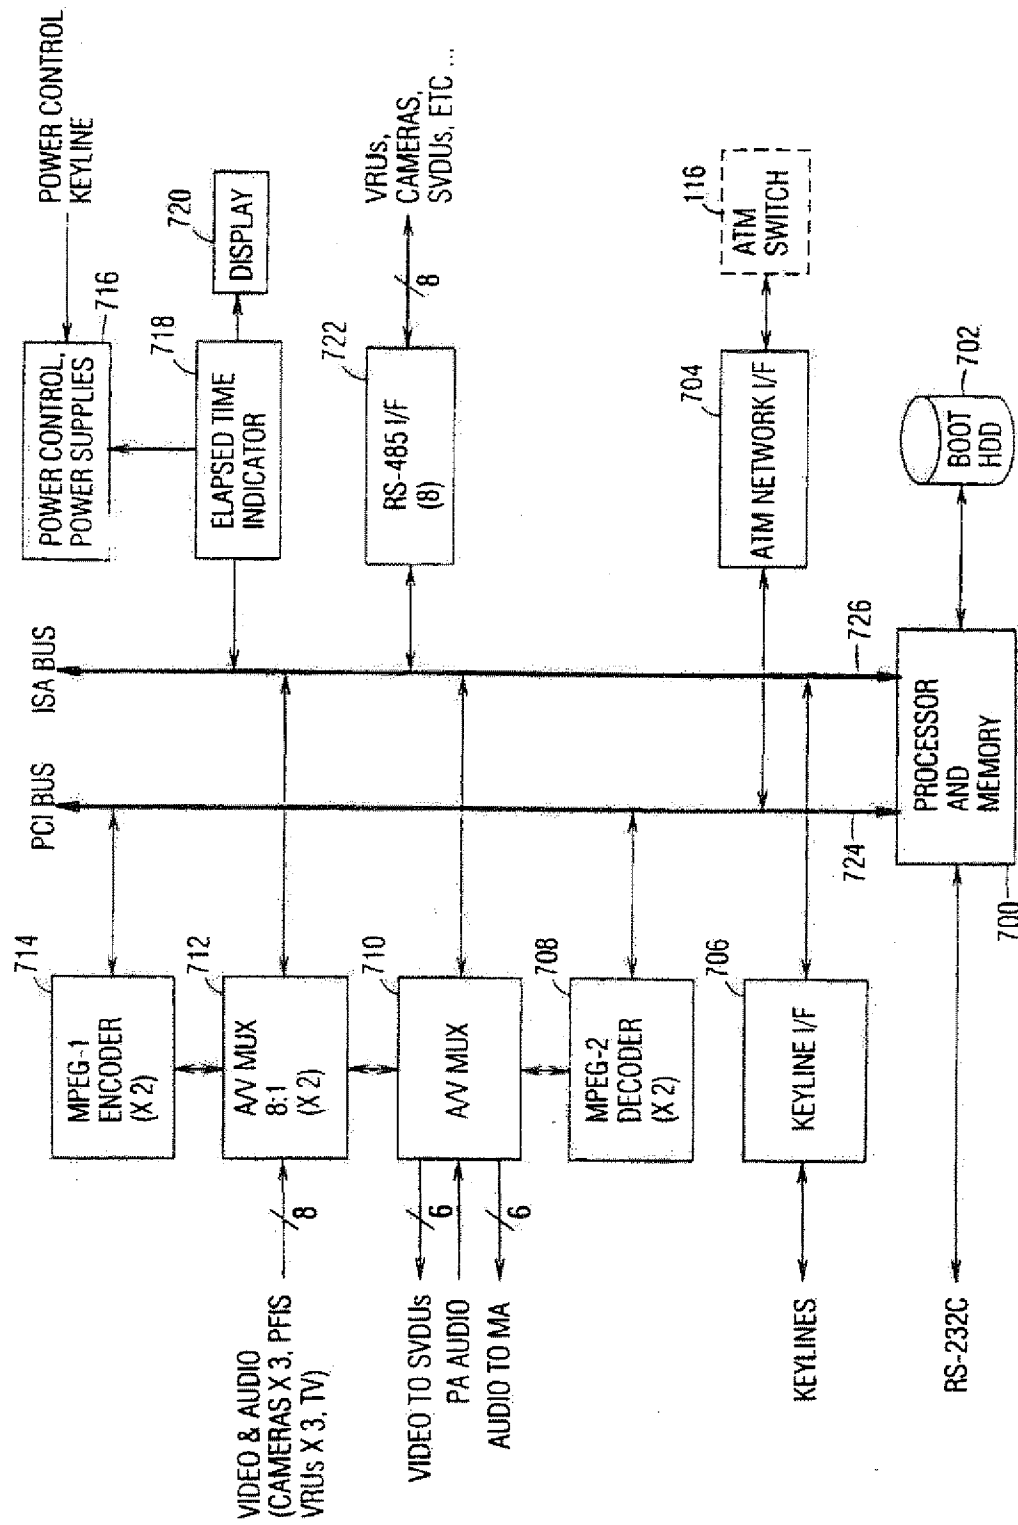 VIDEO & AUDIO
(CAMERAS X 3, PFIS
VRUs X 3, TV)
8
VIDEO TO SVDUs
6
PA AUDIO
AUDIO TO MA
6
KEYLINES
RS-232C
714
MPEG-1
ENCODER
(X 2)
712
A/V MUX
8:1
(X 2)
710
A/V MUX
708
MPEG-2
DECODER
(X 2)
706
KEYLINE I/F
PCI BUS
ISA BUS
724
726
PROCESSOR
AND
MEMORY
700
POWER CONTROL,
POWER SUPPLIES
716
POWER CONTROL
KEYLINE
718
ELAPSED TIME
INDICATOR
720
DISPLAY
722
RS-485 I/F
(8)
8
VRUs,
CAMERAS,
SVDUs, ETC ...
704
ATM NETWORK I/F
116
ATM
SWITCH
702
BOOT
HDD